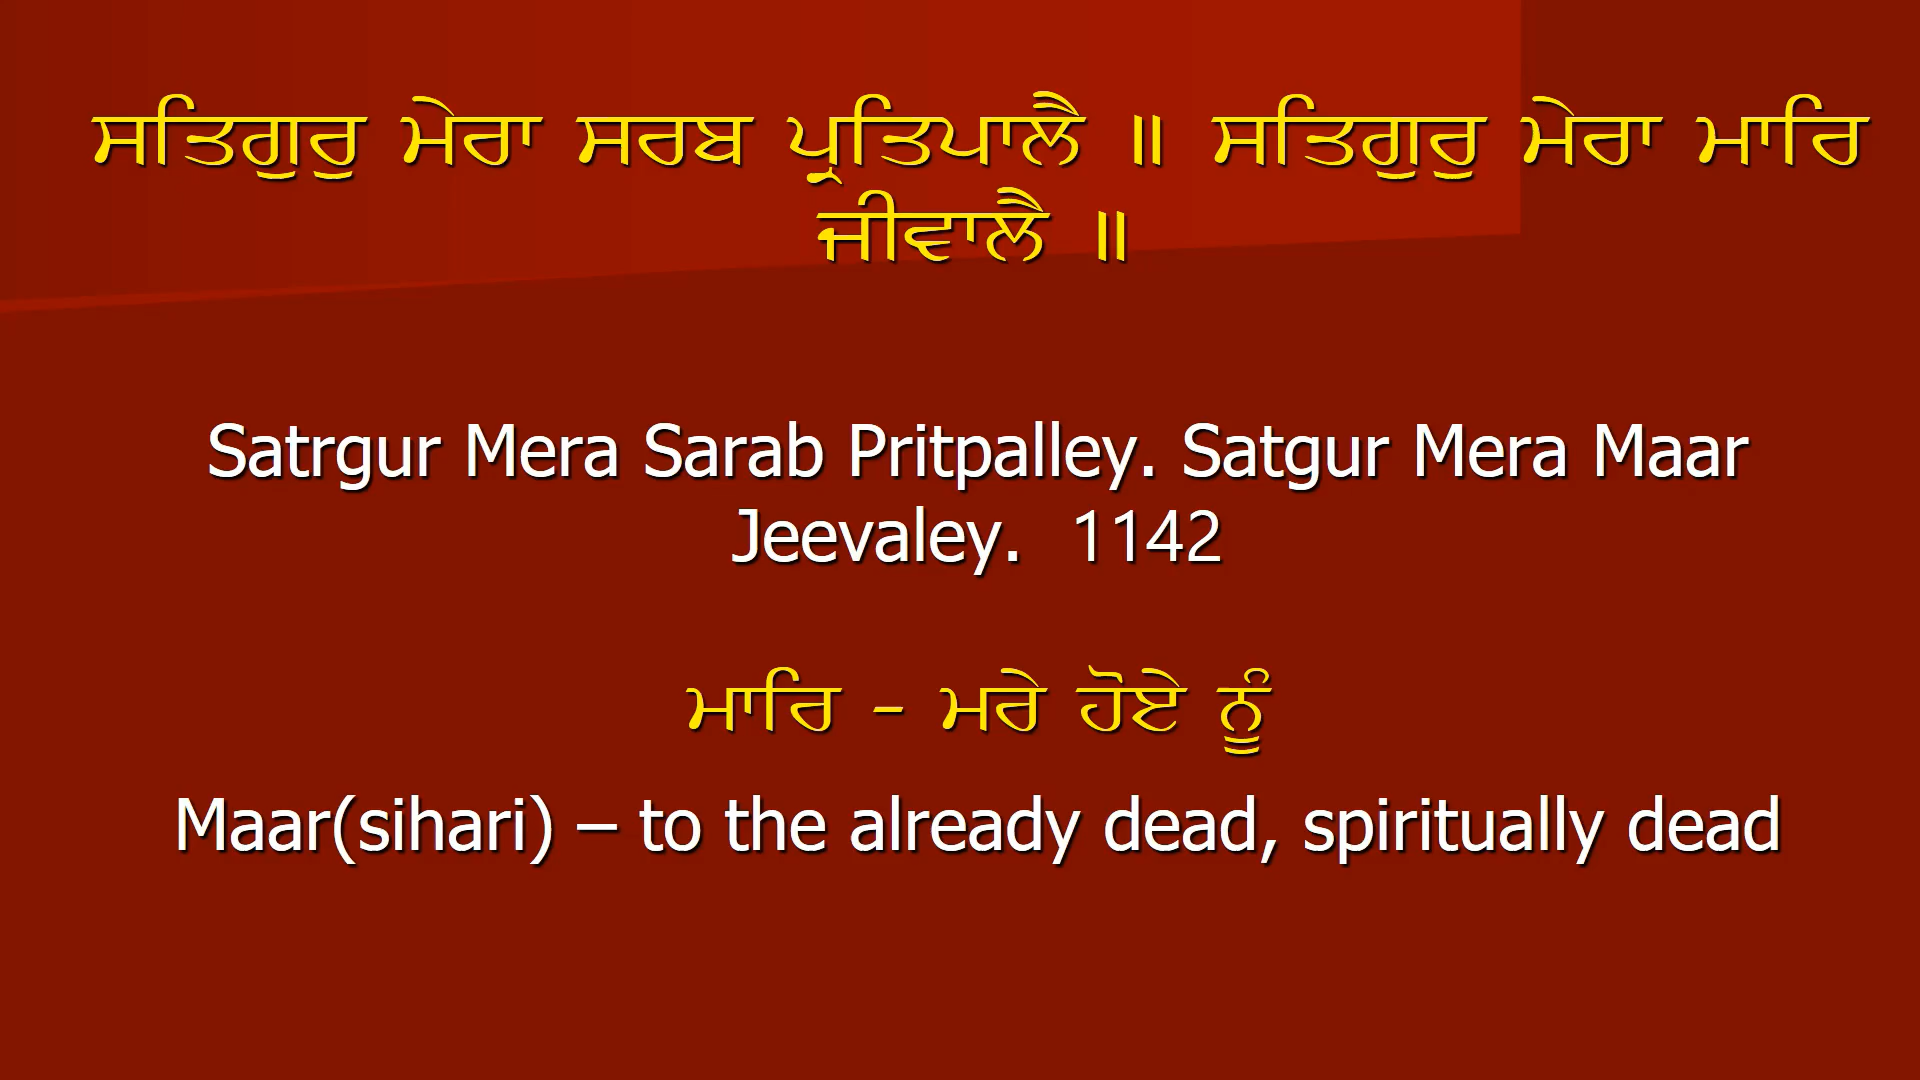 ਸਤਿਗੁਰੁ ਮੇਰਾ ਸਰਬ ਪ੍ਰਤਿਪਾਲੈ ॥ ਸਤਿਗੁਰੁ ਮੇਰਾ ਮਾਰਿ
ਜੀਵਾਲੈ ॥
Satrgur Mera Sarab Pritpalley. Satgur Mera Maar
Jeevaley. 1142
ਮਾਰਿ - ਮਰੇ ਹੋਏ ਨੂੰ
Maar(sihari) – to the already dead, spiritually dead